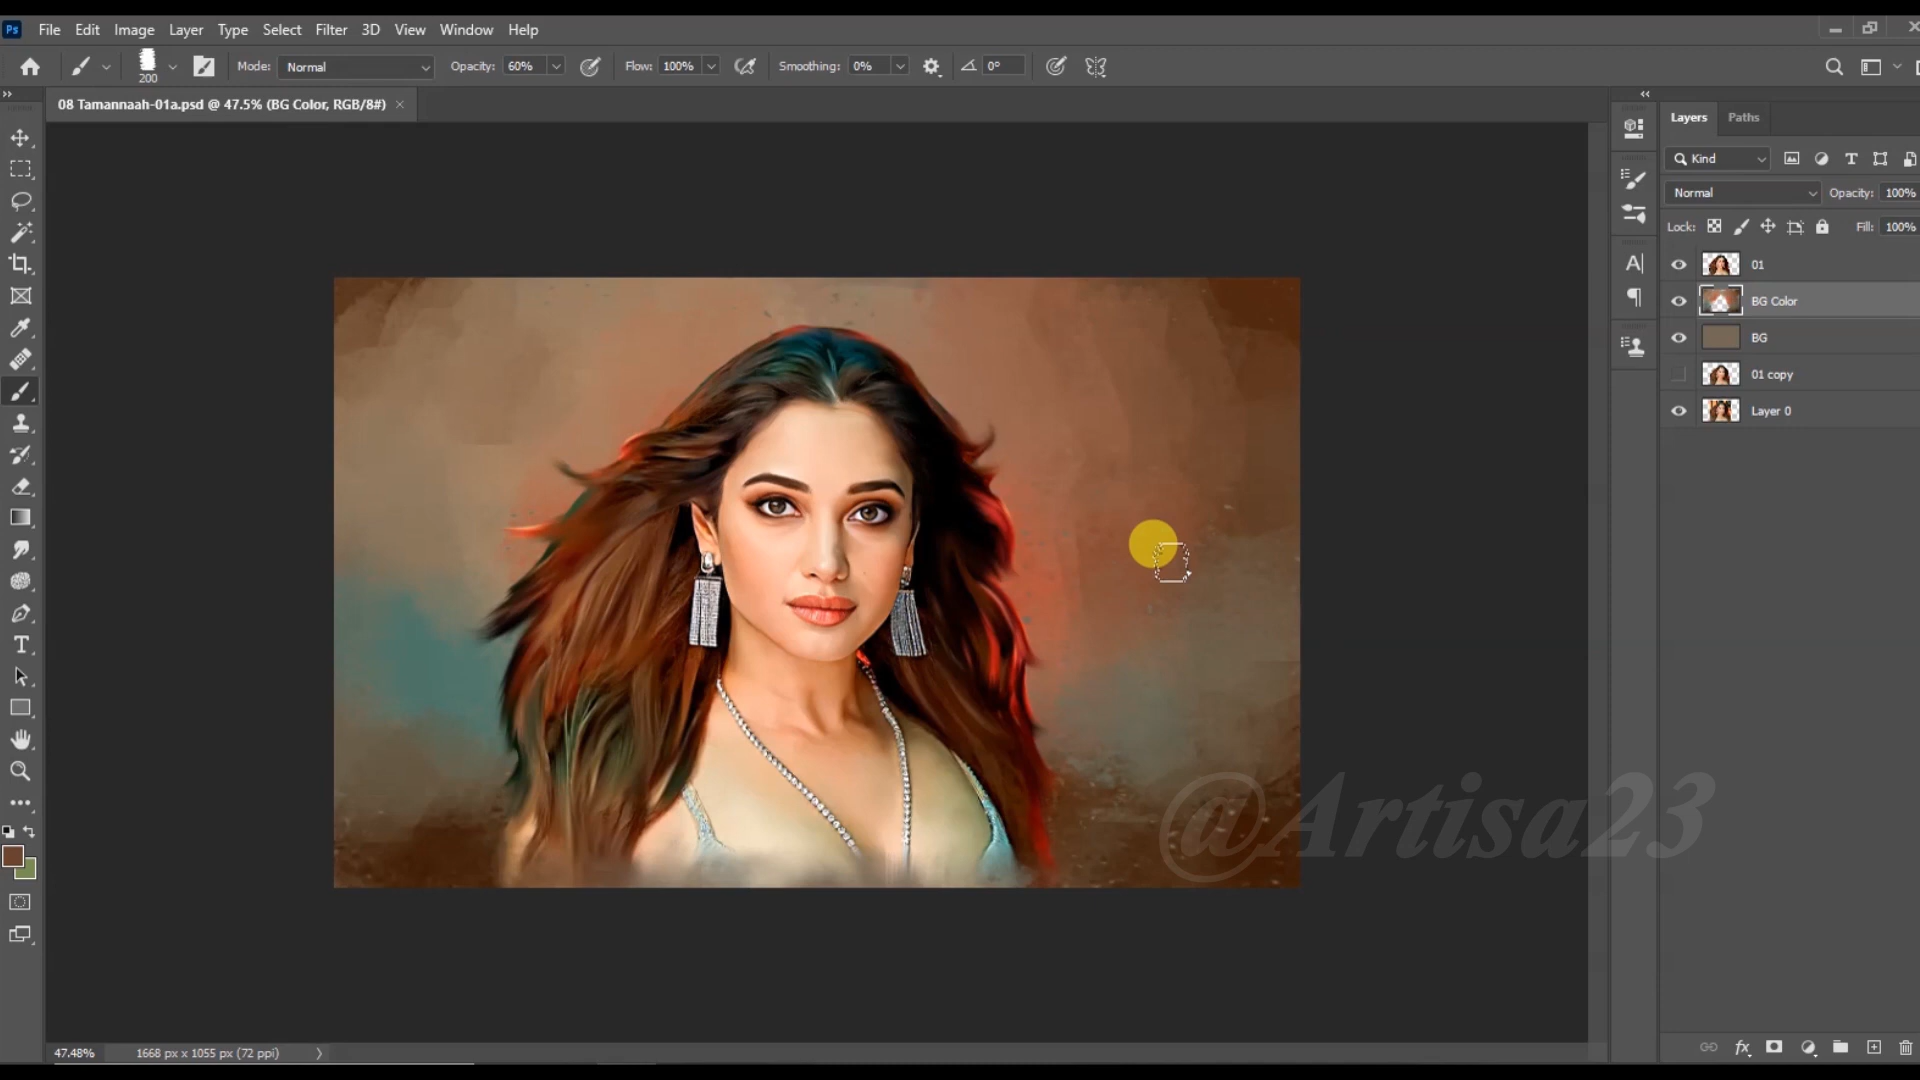 Ps File Edit Image Layer Type Select Filter 3D View Window Help
200 Mode: Normal Opacity: 60% Flow: 100% Smoothing: 0% 0°
08 Tamannaah-01a.psd @ 47.5% (BG Color, RGB/8#) ×
Layers Paths
Kind
Normal Opacity: 100%
Lock: Fill: 100%
01
BG Color
BG
01 copy
Layer 0
@Artisa23
47.48% 1668 px x 1055 px (72 ppi)